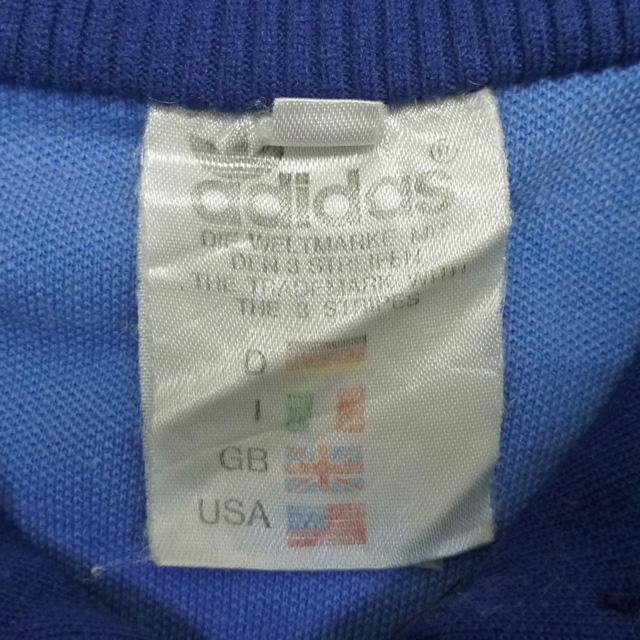 adidas®
DIE WELTMARKE MIT
DEN 3 STREIFEN
THE TRADEMARK WITH
THE 3 STRIPES
D
I
GB
USA